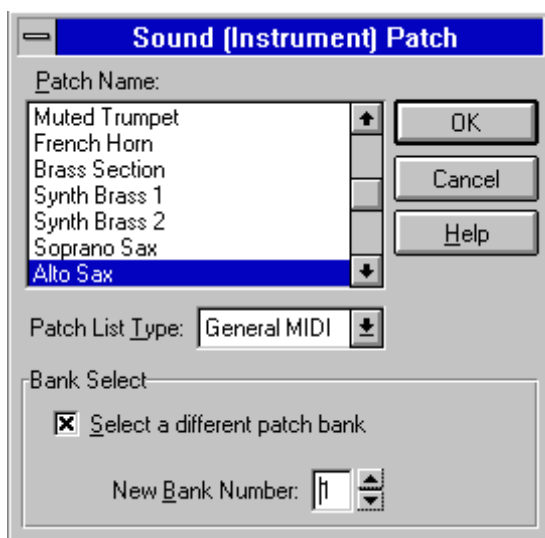 Sound (Instrument) Patch
Patch Name:
Muted Trumpet
French Horn
Brass Section
Synth Brass 1
Synth Brass 2
Soprano Sax
Alto Sax
OK
Cancel
Help
Patch List Type: General MIDI
Bank Select
Select a different patch bank
New Bank Number: 1